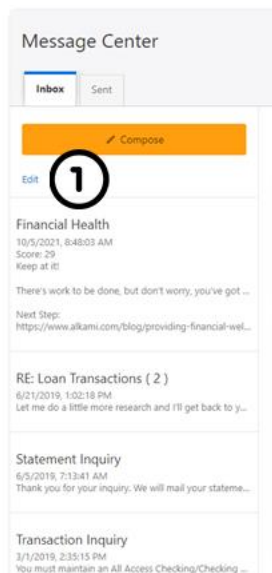 Message Center
Inbox Sent
Compose
Edit 1
Financial Health
10/5/2021, 8:48:03 AM
Score: 29
Keep at it!
There's work to be done, but don't worry, you've got ...
Next Step:
https://www.alkami.com/blog/providing-financial-wel...
RE: Loan Transactions ( 2 )
6/21/2019, 1:02:18 PM
Let me do a little more research and I'll get back to y...
Statement Inquiry
6/5/2019, 7:13:41 AM
Thank you for your inquiry. We will mail your stateme...
Transaction Inquiry
3/1/2019, 2:35:15 PM
You must maintain an All Access Checking/Checking ...